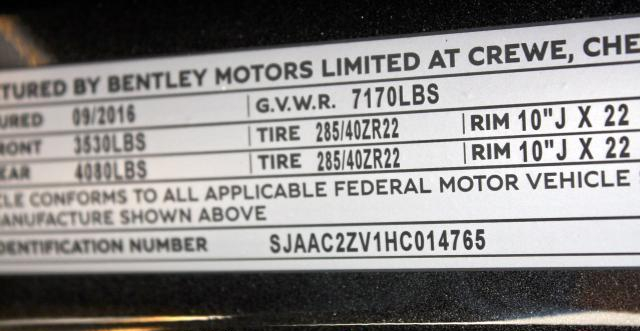 TURED BY BENTLEY MOTORS LIMITED AT CREWE, CHE
URED 09/2016 G.V.W.R. 7170LBS
RONT 3530LBS TIRE 285/40ZR22 RIM 10"J X 22
EAR 4080LBS TIRE 285/40ZR22 RIM 10"J X 22
CLE CONFORMS TO ALL APPLICABLE FEDERAL MOTOR VEHICLE
MANUFACTURE SHOWN ABOVE
DENTIFICATION NUMBER SJAAC2ZV1HC014765